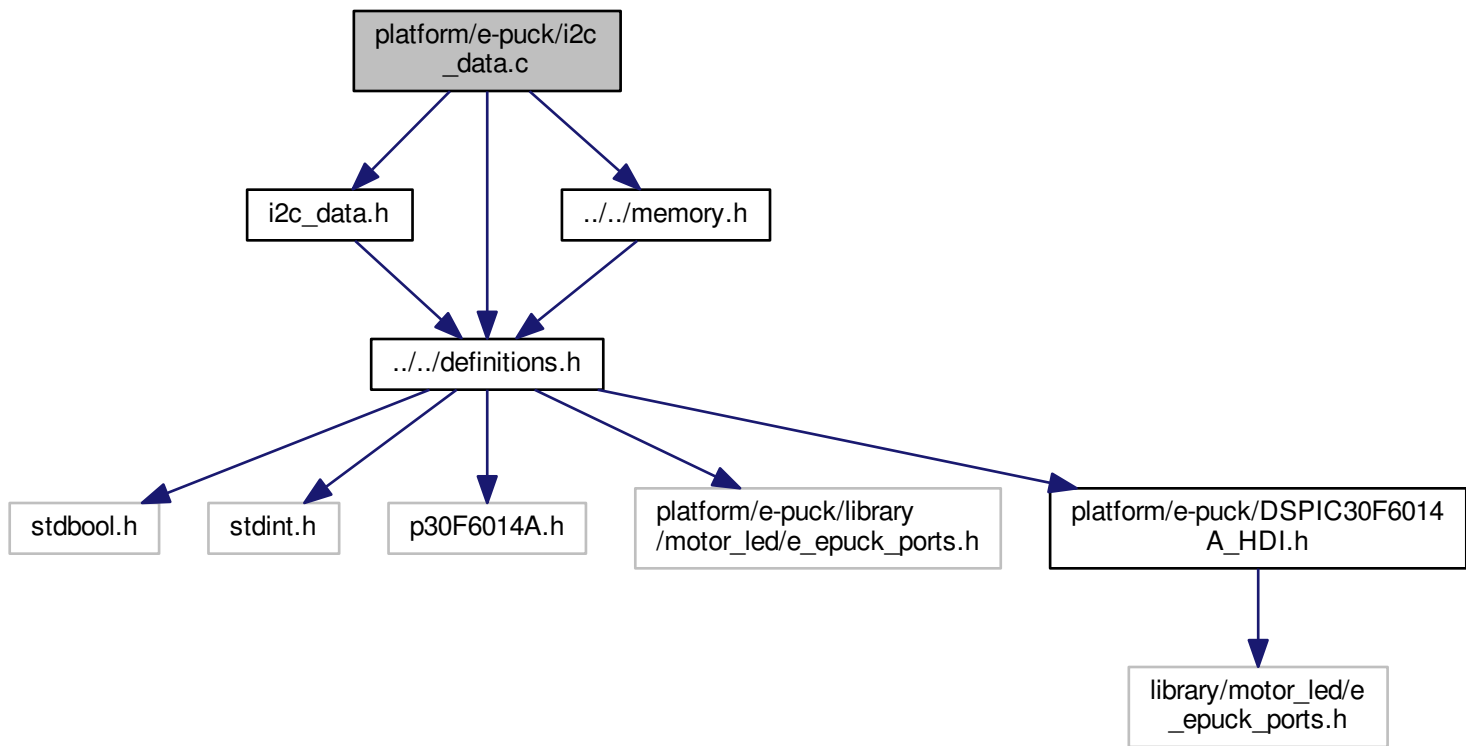 platform/e-puck/i2c
_data.c
i2c_data.h
../../memory.h
../../definitions.h
stdbool.h
stdint.h
p30F6014A.h
platform/e-puck/library
/motor_led/e_epuck_ports.h
platform/e-puck/DSPIC30F6014
A_HDI.h
library/motor_led/e
_epuck_ports.h